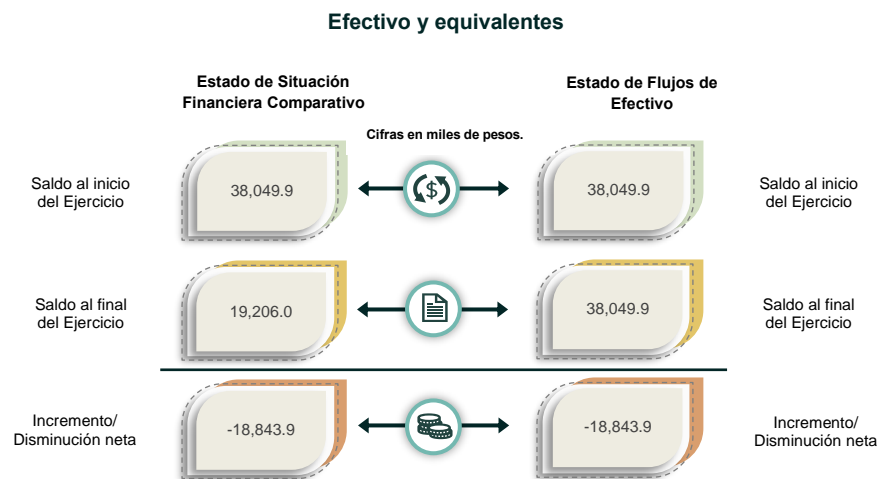 Efectivo y equivalentes
Estado de Situación
Financiera Comparativo
Estado de Flujos de
Efectivo
Cifras en miles de pesos.
Saldo al inicio
del Ejercicio
38,049.9
$
38,049.9
Saldo al inicio
del Ejercicio
Saldo al final
del Ejercicio
19,206.0
38,049.9
Saldo al final
del Ejercicio
Incremento/
Disminución neta
-18,843.9
-18,843.9
Incremento/
Disminución neta